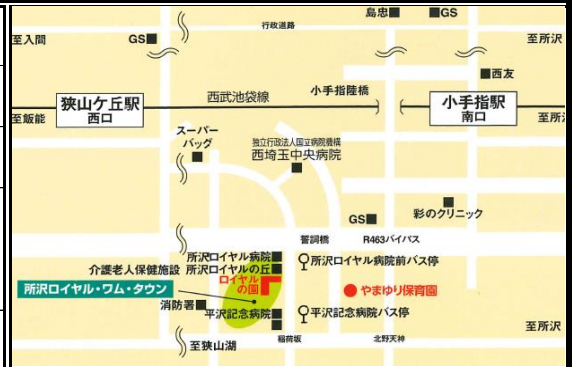 島忠
GS
行政道路
至入間
GS
至所沢
西友
狭山ケ丘駅
西口
西武池袋線
小手指陸橋
小手指駅
南口
至飯能
至所沢
スーパー
バッグ
独立行政法人国立病院機構
西埼玉中央病院
彩のクリニック
GS
誓詞橋
R463バイパス
所沢ロイヤル病院
所沢ロイヤル病院前バス停
介護老人保健施設 所沢ロイヤルの丘
ロイヤル
の園
所沢ロイヤル・ワム・タウン
やまゆり保育園
消防署
平沢記念病院
平沢記念病院バス停
至所沢
至狭山湖
稲荷坂
北野天神